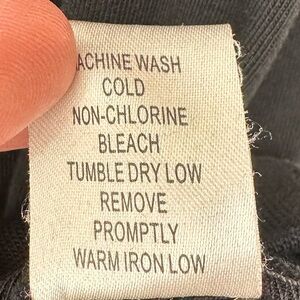 ACHINE WASH
COLD
NON-CHLORINE
BLEACH
TUMBLE DRY LOW
REMOVE
PROMPTLY
WARM IRON LOW